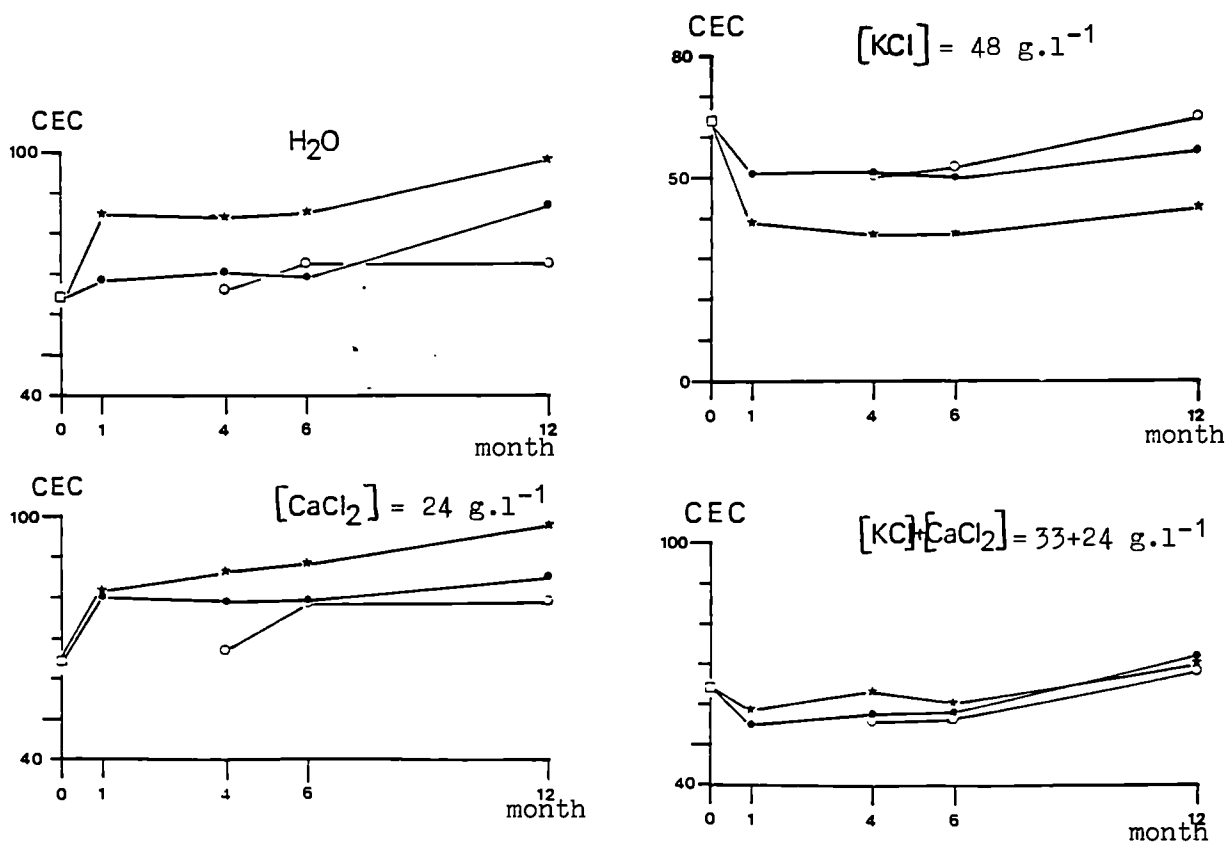 CEC
H₂O
100
40
0 1 4 6 12
month
CEC
[KCl] = 48 g.l⁻¹
80
50
0
0 1 4 6 12
month
CEC
[CaCl₂] = 24 g.l⁻¹
100
40
0 1 4 6 12
month
CEC
[KC]+[CaCl₂] = 33+24 g.l⁻¹
100
40
0 1 4 6 12
month